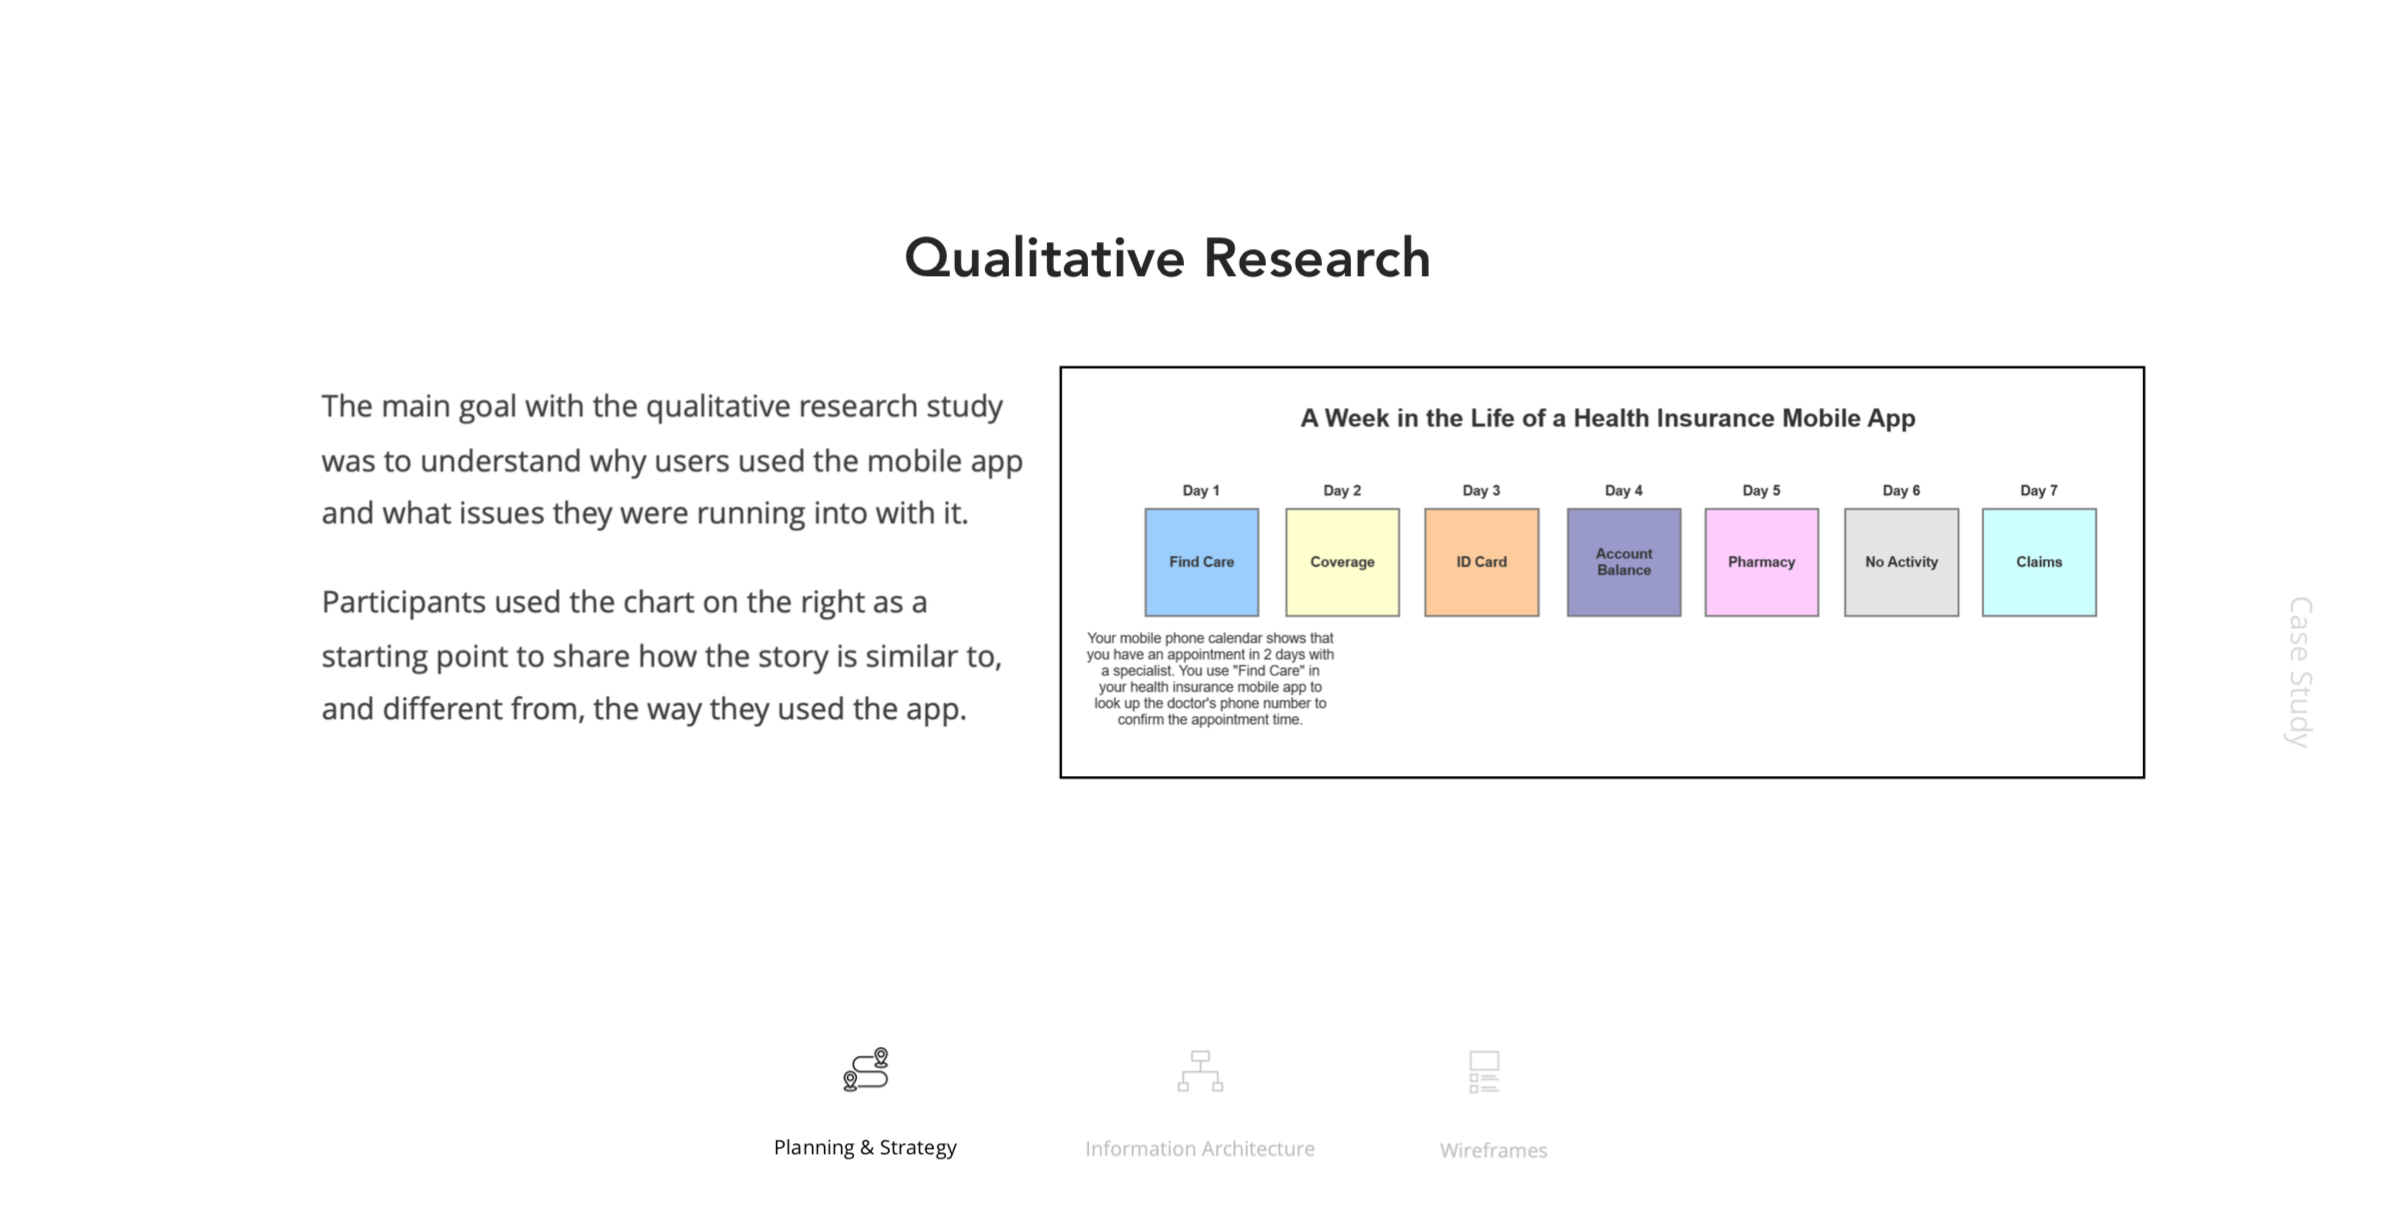 Qualitative Research
The main goal with the qualitative research study
was to understand why users used the mobile app
and what issues they were running into with it.
Participants used the chart on the right as a
starting point to share how the story is similar to,
and different from, the way they used the app.
A Week in the Life of a Health Insurance Mobile App
Day 1 Day 2 Day 3 Day 4 Day 5 Day 6 Day 7
Find Care Coverage ID Card Account Balance Pharmacy No Activity Claims
Your mobile phone calendar shows that
you have an appointment in 2 days with
a specialist. You use "Find Care" in
your health insurance mobile app to
look up the doctor's phone number to
confirm the appointment time.
Case Study
Planning & Strategy Information Architecture Wireframes